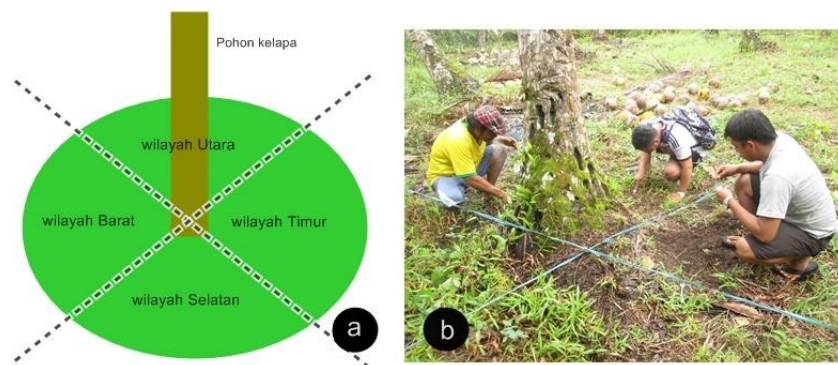 Pohon kelapa
wilayah Utara
wilayah Barat
wilayah Timur
wilayah Selatan
a
b